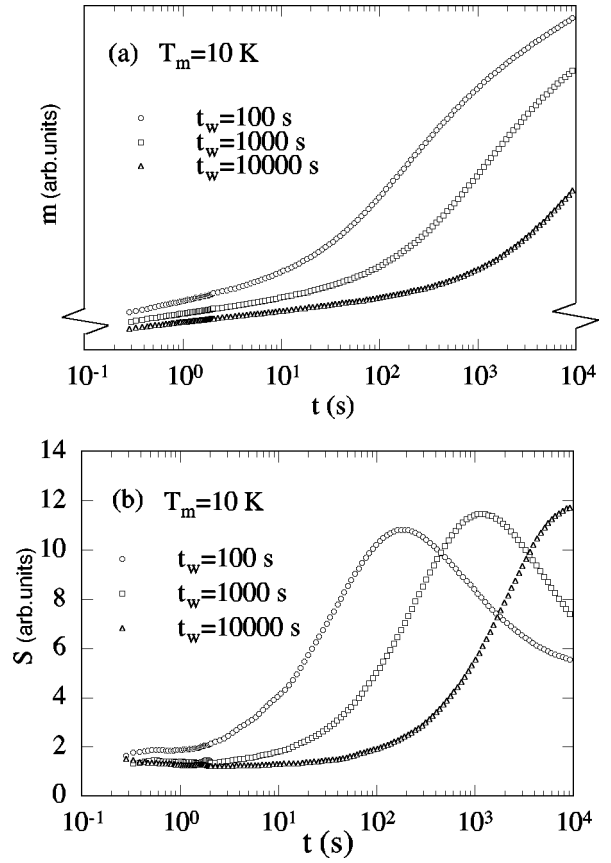 (a) T_m=10 K
t_w=100 s
t_w=1000 s
t_w=10000 s
m (arb.units)
10^-1 10^0 10^1 10^2 10^3 10^4
t (s)
14
(b) T_m=10 K
12
t_w=100 s
10
t_w=1000 s
8
t_w=10000 s
6
4
2
0
S (arb.units)
10^-1 10^0 10^1 10^2 10^3 10^4
t (s)